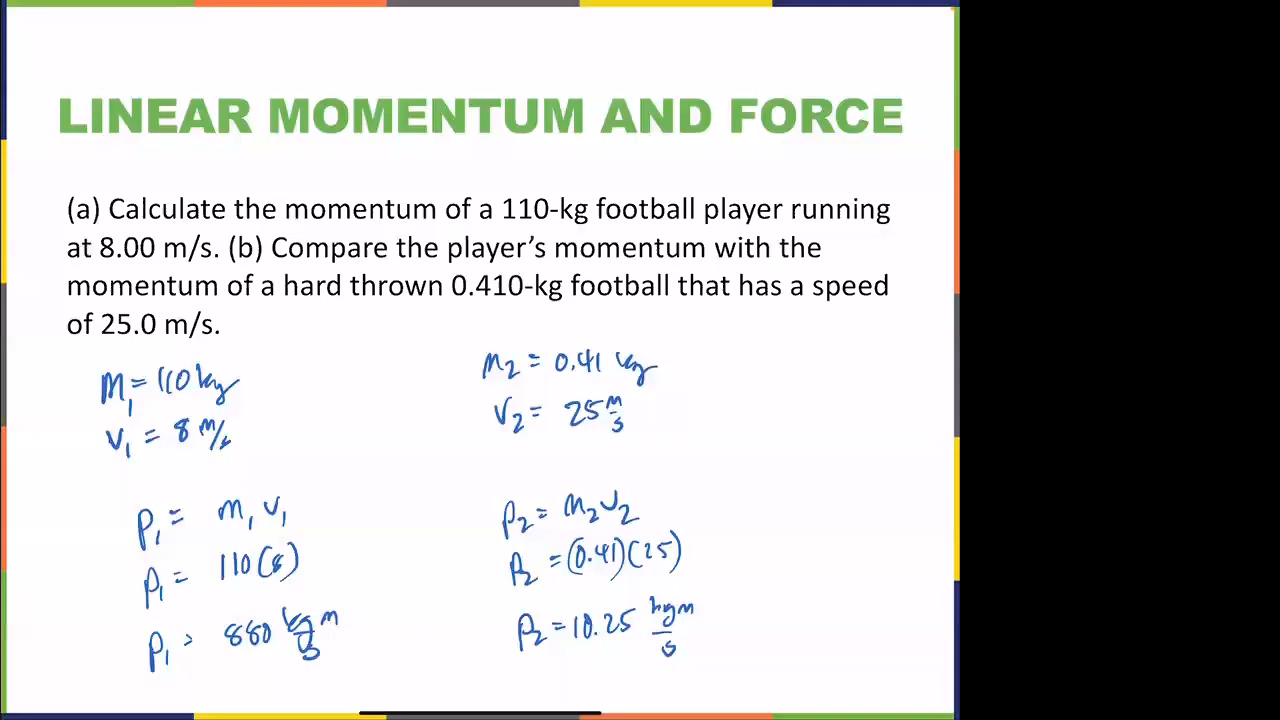 LINEAR MOMENTUM AND FORCE
(a) Calculate the momentum of a 110-kg football player running
at 8.00 m/s. (b) Compare the player’s momentum with the
momentum of a hard thrown 0.410-kg football that has a speed
of 25.0 m/s.
M₁ = 110 kg
V₁ = 8 m/s
M₂ = 0.41 kg
V₂ = 25 m/s
P₁ = m₁ v₁
P₁ = 110(8)
P₁ = 880 kg m/s
P₂ = M₂V₂
P₂ = (0.41)(25)
P₂ = 10.25 kgm/s